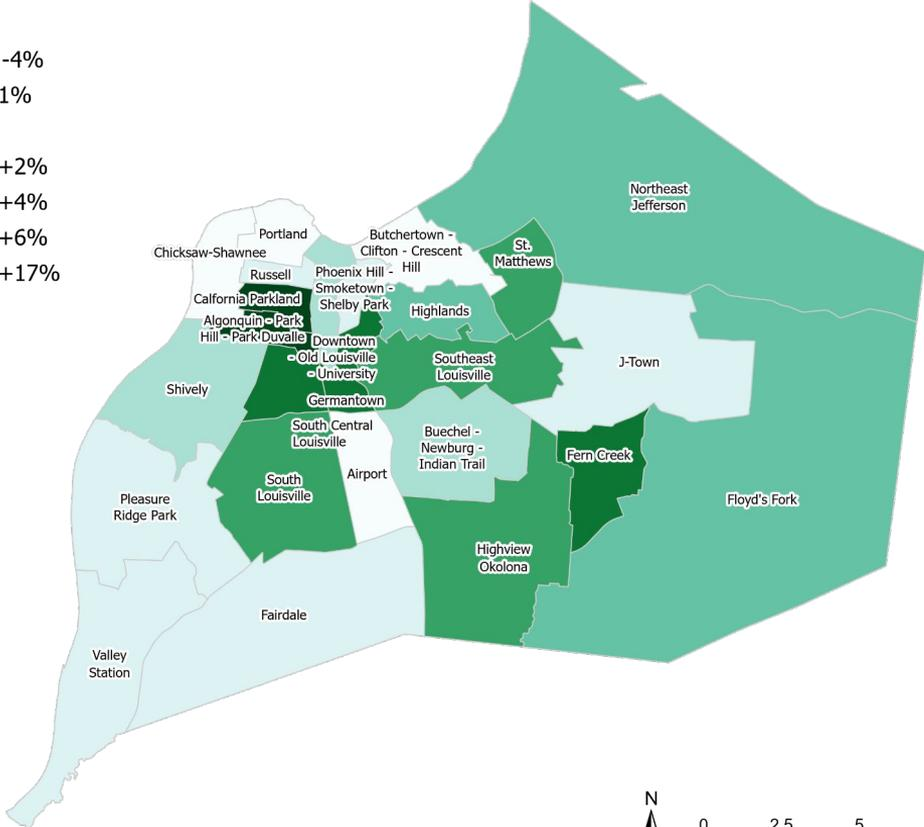 -4%
1%
+2%
+4%
+6%
+17%
Northeast
Jefferson
St.
Matthews
Butchertown -
Clifton - Crescent
Hill
Portland
Chicksaw-Shawnee
Russell
Phoenix Hill -
Smoketown -
Shelby Park
Calfornia Parkland
Highlands
Algonquin - Park
Hill - Park Duvalle
Downtown
- Old Louisville
- University
Southeast
Louisville
J-Town
Shively
Germantown
South Central
Louisville
Buechel -
Newburg -
Indian Trail
Fern Creek
Airport
South
Louisville
Pleasure
Ridge Park
Floyd's Fork
Highview
Okolona
Fairdale
Valley
Station
N
0 2.5 5